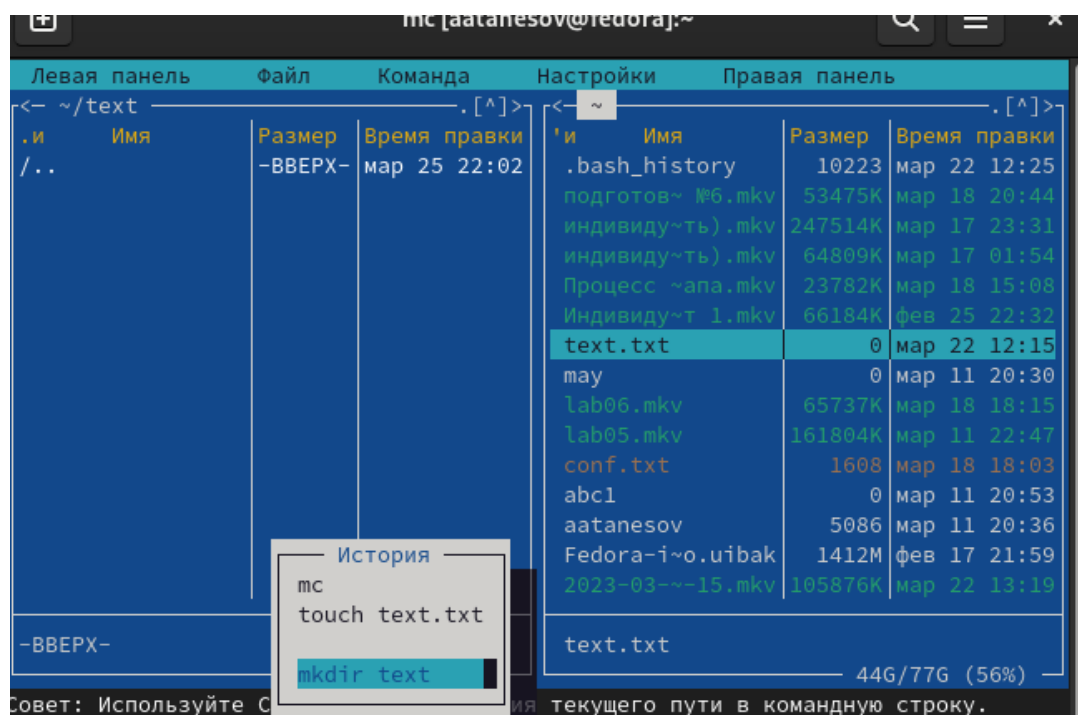 mc [aatanesov@fedora]:~
Левая панель Файл Команда Настройки Правая панель
<— ~/text .[^]>
.и Имя Размер Время правки
/.. -ВВЕРХ- мар 25 22:02
-ВВЕРХ-
<— ~ .[^]>
'и Имя Размер Время правки
.bash_history 10223 мар 22 12:25
подготов~ №6.mkv 53475K мар 18 20:44
индивиду~ть).mkv 247514K мар 17 23:31
индивиду~ть).mkv 64809K мар 17 01:54
Процесс ~апа.mkv 23782K мар 18 15:08
Индивиду~т 1.mkv 66184K фев 25 22:32
text.txt 0 мар 22 12:15
may 0 мар 11 20:30
lab06.mkv 65737K мар 18 18:15
lab05.mkv 161804K мар 11 22:47
conf.txt 1608 мар 18 18:03
abc1 0 мар 11 20:53
aatanesov 5086 мар 11 20:36
Fedora-i~o.uibak 1412M фев 17 21:59
2023-03-~-15.mkv 105876K мар 22 13:19
text.txt
44G/77G (56%)
История
mc
touch text.txt
mkdir text
Совет: Используйте C ия текущего пути в командную строку.